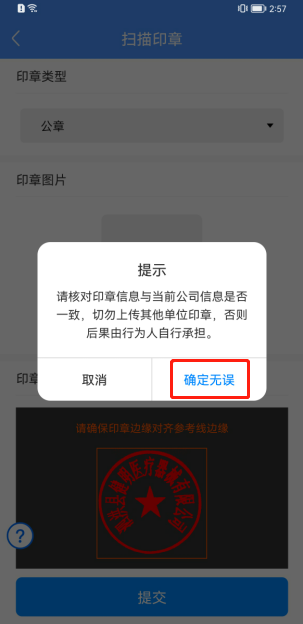 2:57
扫描印章
印章类型
公章
印章图片
提示
请核对印章信息与当前公司信息是否
一致，切勿上传其他单位印章，否则
后果由行为人自行承担。
取消
确定无误
印章
请确保印章边缘对齐参考线边缘
?
提交